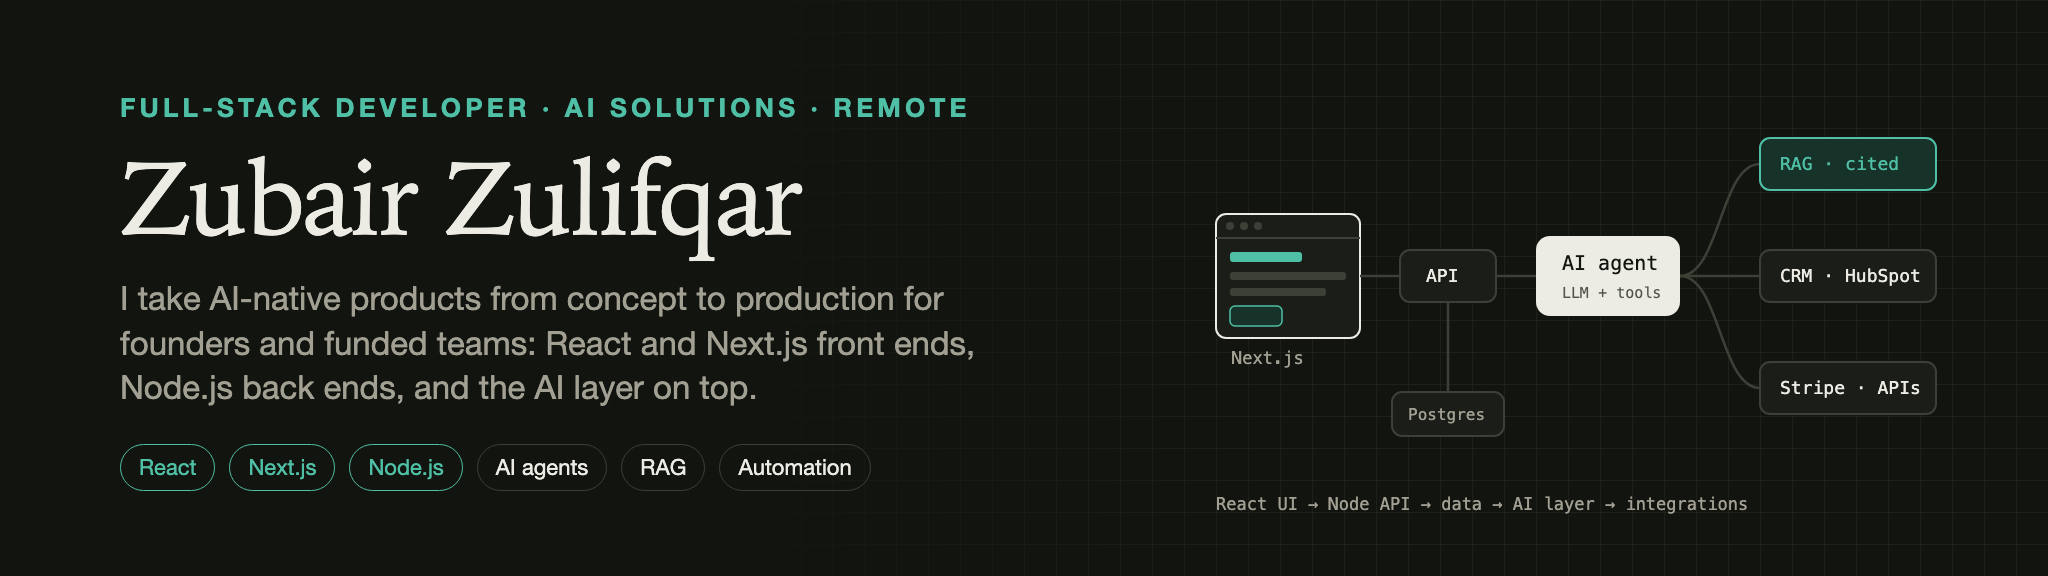 FULL-STACK DEVELOPER · AI SOLUTIONS · REMOTE
Zubair Zulifqar
I take AI-native products from concept to production for
founders and funded teams: React and Next.js front ends,
Node.js back ends, and the AI layer on top.
React
Next.js
Node.js
AI agents
RAG
Automation
Next.js
API
Postgres
AI agent
LLM + tools
RAG · cited
CRM · HubSpot
Stripe · APIs
React UI → Node API → data → AI layer → integrations